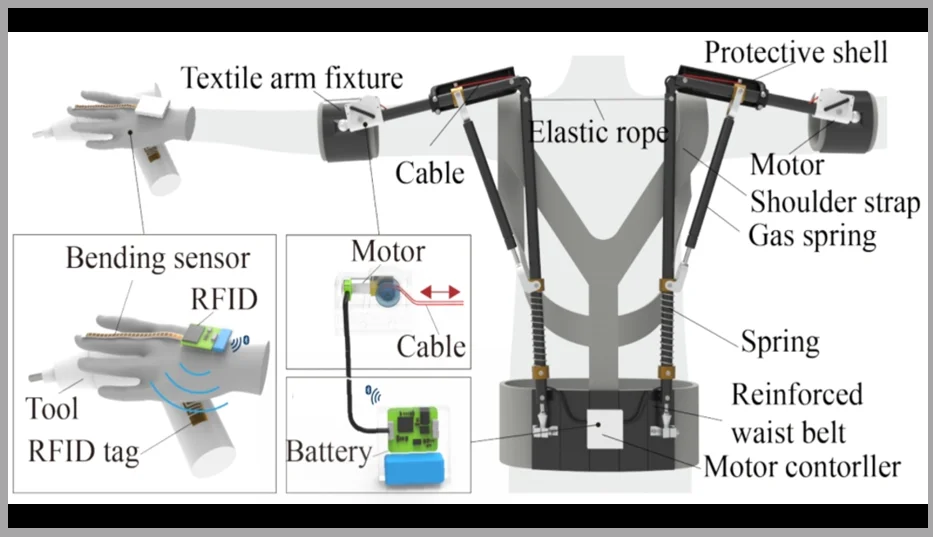 Protective shell
Textile arm fixture
Elastic rope
Cable
Motor
Shoulder strap
Gas spring
Bending sensor
RFID
Tool
RFID tag
Motor
Cable
Battery
Spring
Reinforced
waist belt
Motor contorller